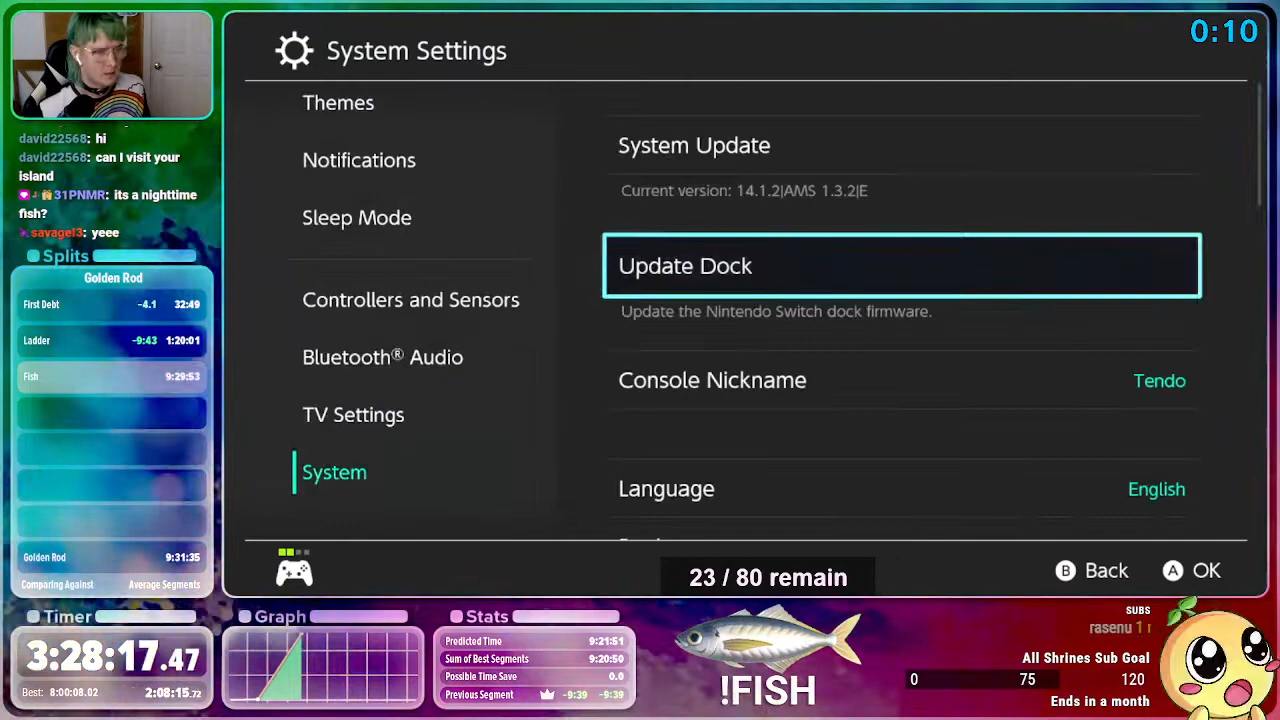 0:10
System Settings
Themes
Notifications
Sleep Mode
Controllers and Sensors
Bluetooth® Audio
TV Settings
System
System Update
Current version: 14.1.2|AMS 1.3.2|E
Update Dock
Update the Nintendo Switch dock firmware.
Console Nickname Tendo
Language English
B Back A OK
23 / 80 remain
david22568: hi
david22568: can I visit your
island
31PNMR: its a nighttime
fish?
savagel3: yeee
Splits
Golden Rod
First Debt -4.1 32:49
Ladder -9:43 1:20:01
Fish 9:29:53
Golden Rod 9:31:35
Comparing Against Average Segments
Timer
3:28:17.47
Best: 8:00:08.02 2:08:15.72
Graph
Stats
Predicted Time 9:21:51
Sum of Best Segments 9:20:50
Possible Time Save 0.0
Previous Segment -9:39 -9:39
!FISH
SUBS
rasenu 1
All Shrines Sub Goal
0 75 120
Ends in a month